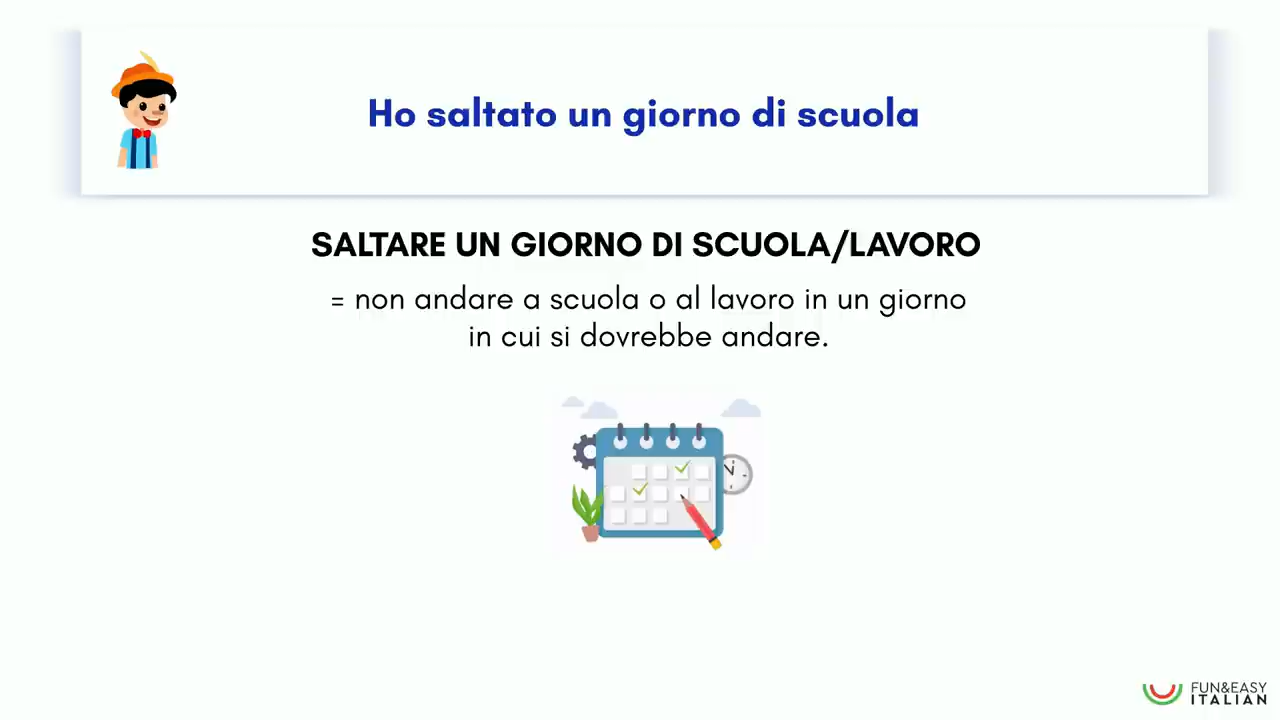 Ho saltato un giorno di scuola
SALTARE UN GIORNO DI SCUOLA/LAVORO
= non andare a scuola o al lavoro in un giorno
in cui si dovrebbe andare.
FUN&EASY
ITALIAN